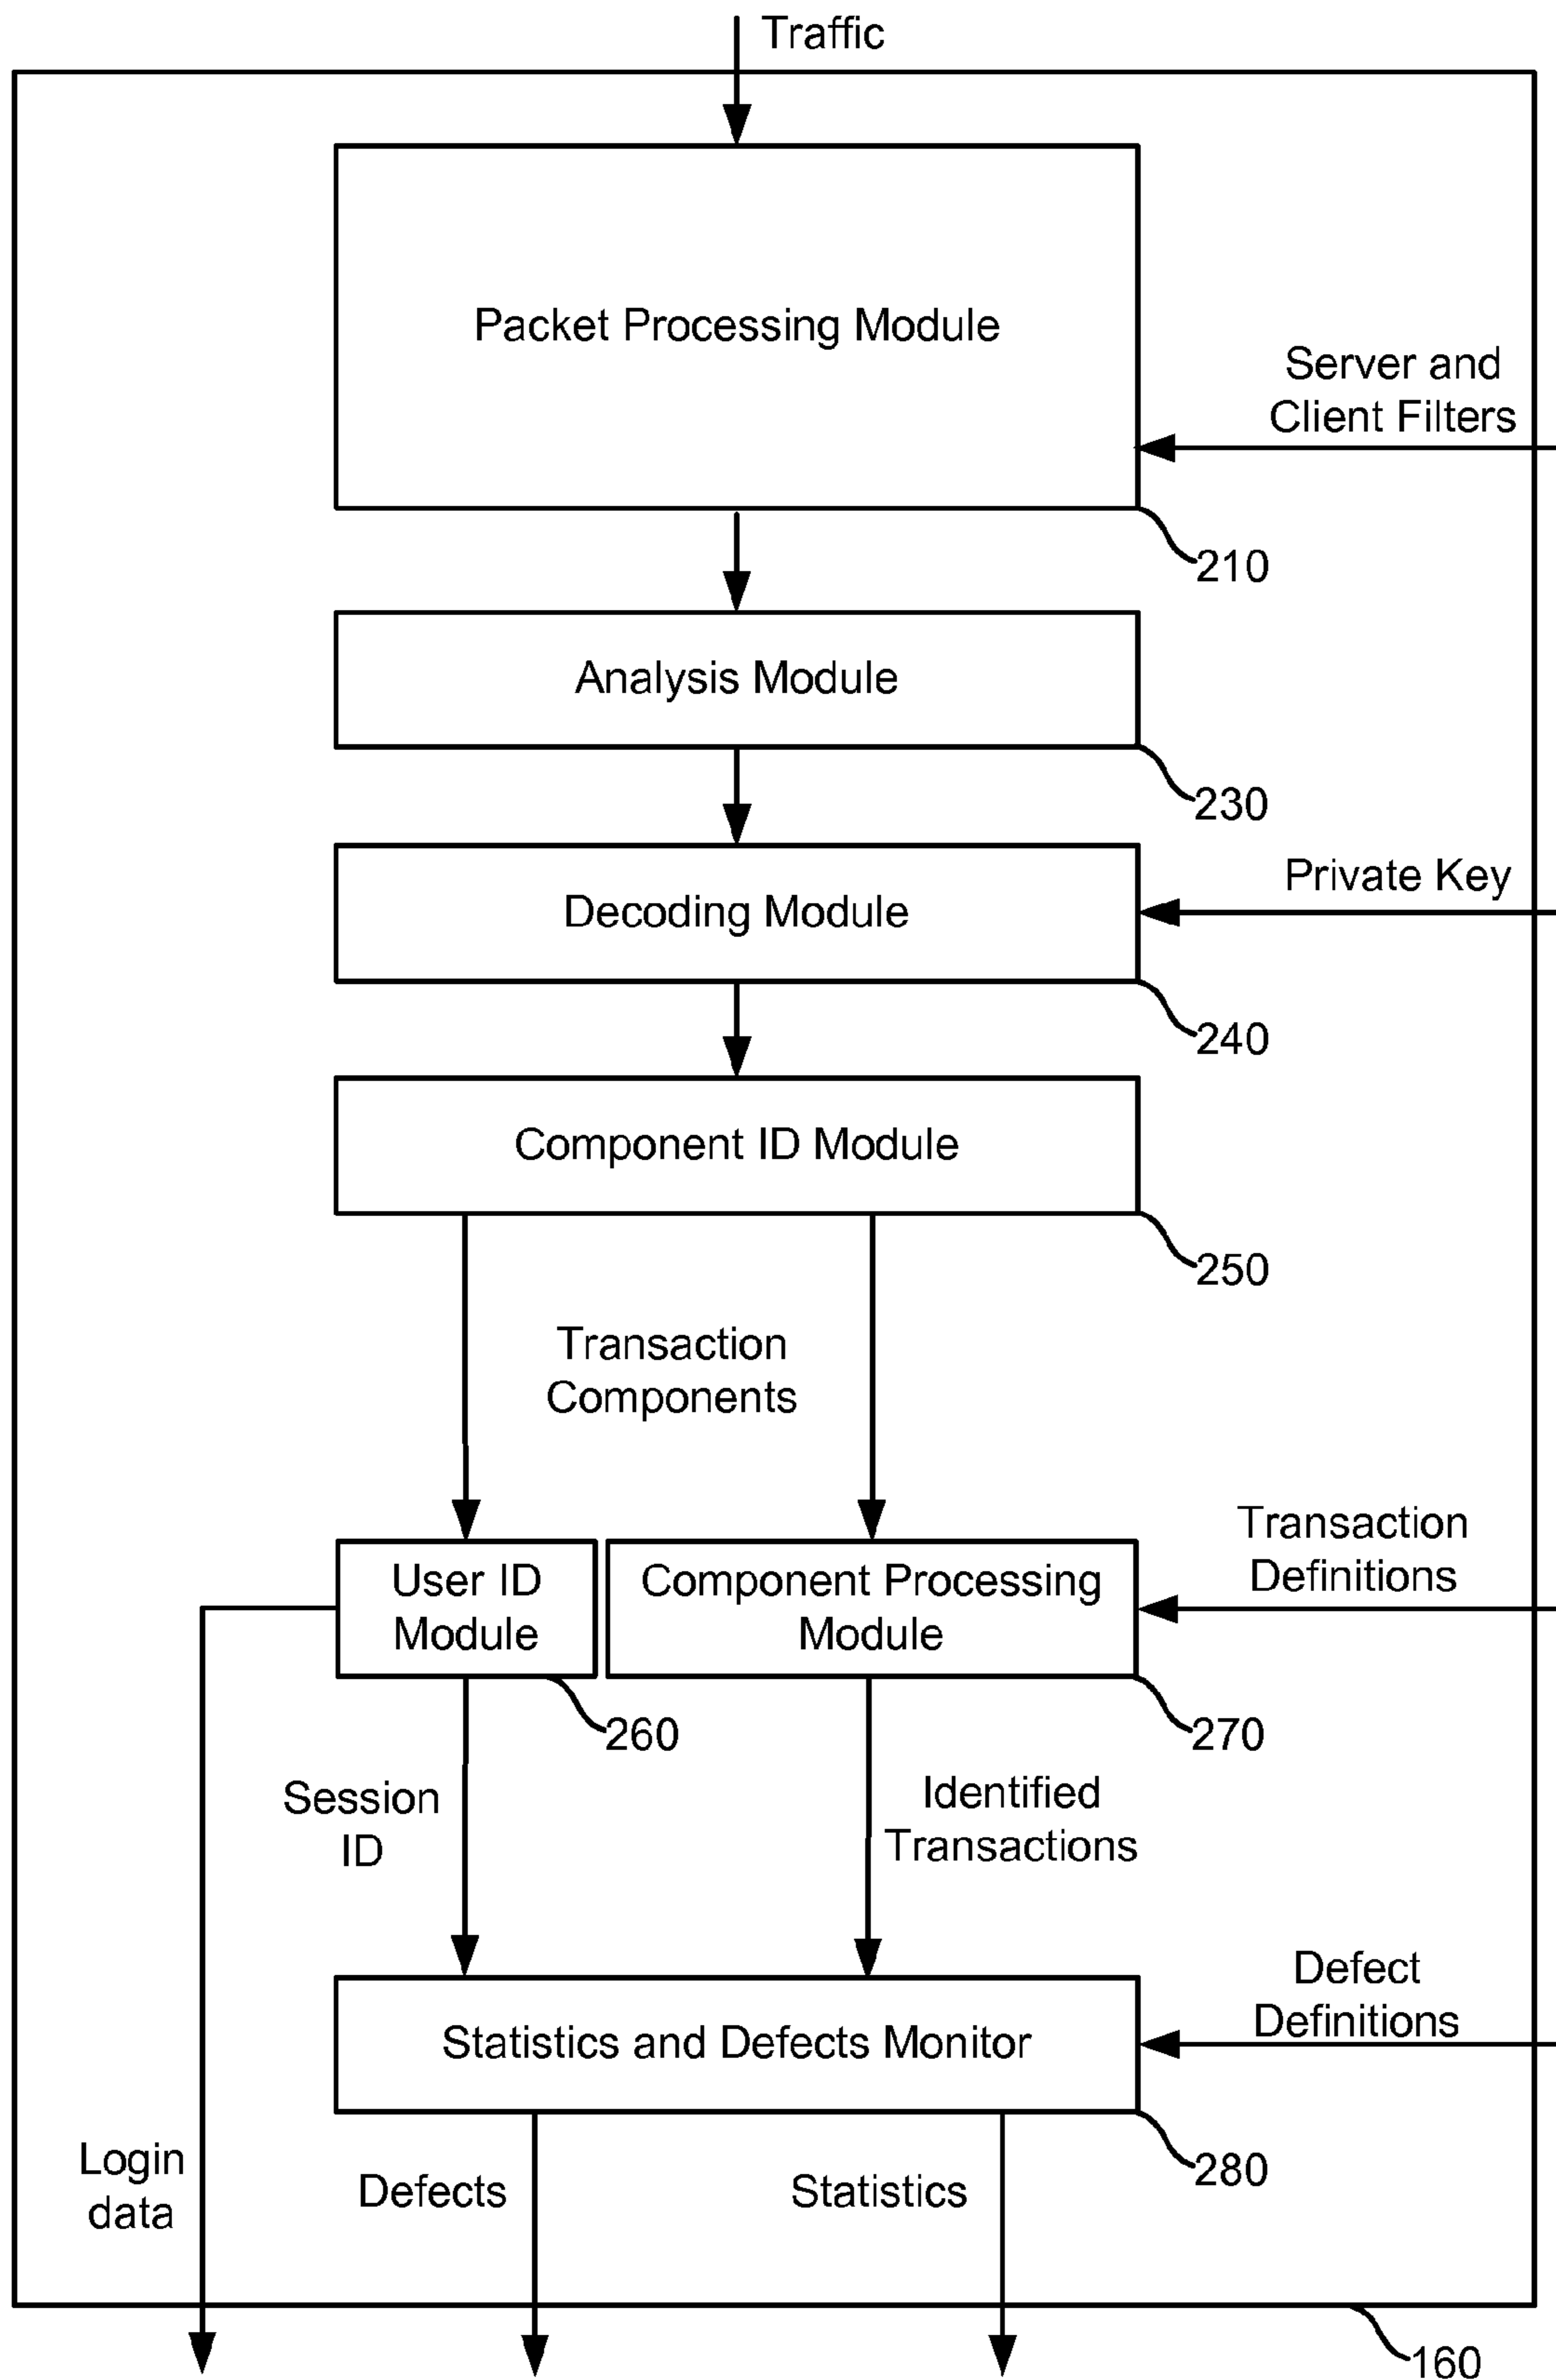 Traffic
Packet Processing Module
Server and
Client Filters
210
Analysis Module
230
Private Key
Decoding Module
240
Component ID Module
250
Transaction
Components
Transaction
Definitions
User ID
Module
Component Processing
Module
260
270
Session
ID
Identified
Transactions
Defect
Definitions
Statistics and Defects Monitor
280
Login
data
Defects
Statistics
160